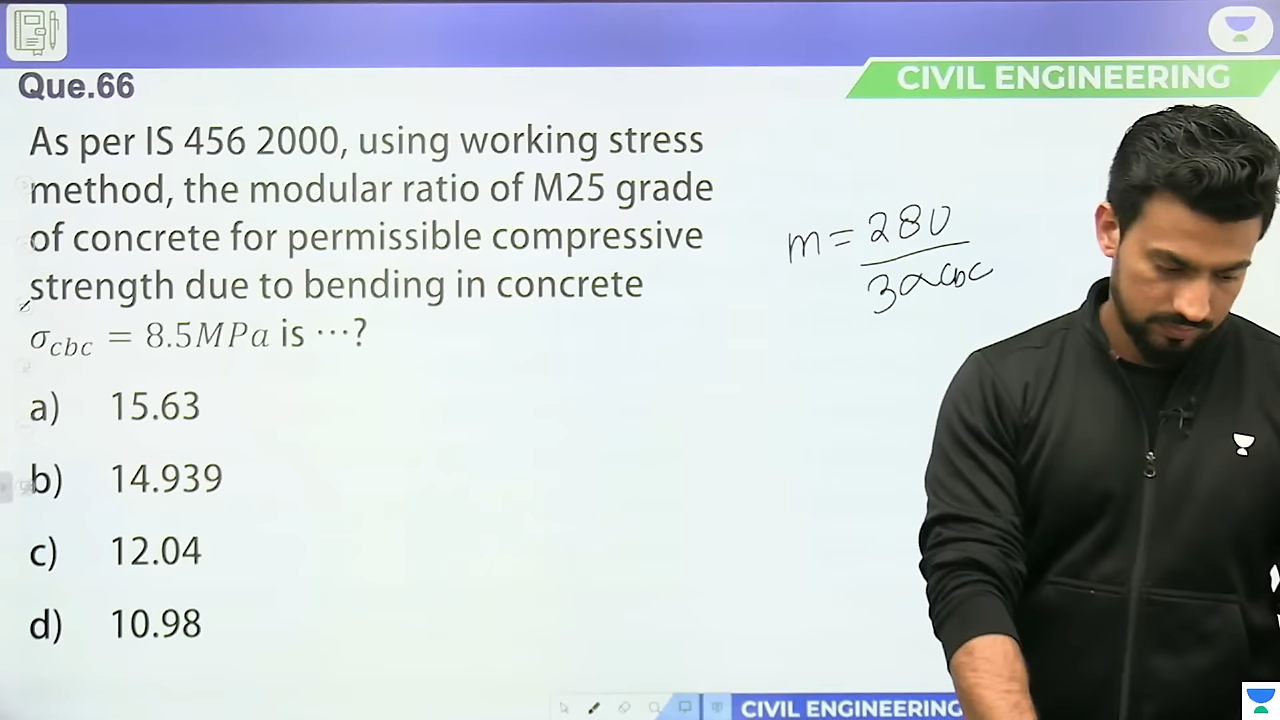 Que.66
CIVIL ENGINEERING
As per IS 456 2000, using working stress
method, the modular ratio of M25 grade
of concrete for permissible compressive
strength due to bending in concrete
σcbc = 8.5MPa is ⋯?
m = 280
3σcbc
a) 15.63
b) 14.939
c) 12.04
d) 10.98
CIVIL ENGINEERING